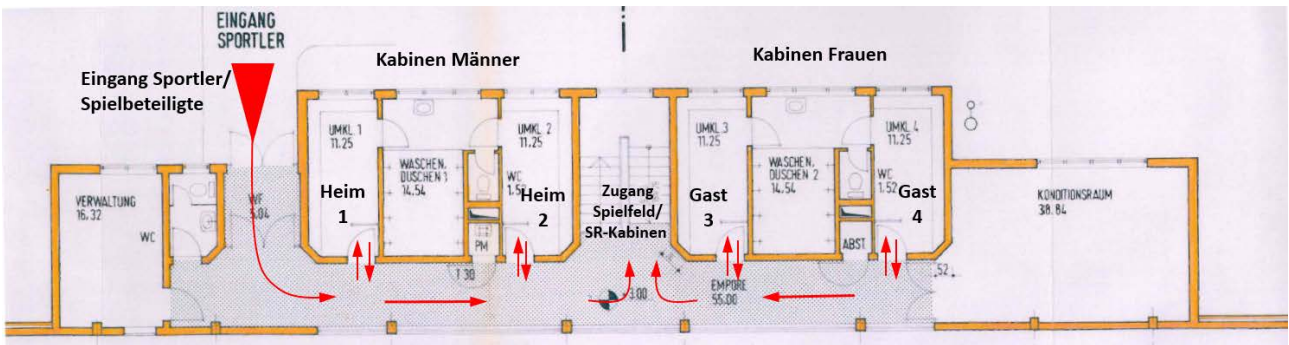 EINGANG
SPORTLER
Eingang Sportler/
Spielbeteiligte
Kabinen Männer
Kabinen Frauen
UMKL. 1
11.25
UMKL 2
11.25
UMKL. 3
11.25
UMKL. 4
11.25
WASCHEN,
DUSCHEN 1
14,54
WC
1.52
WASCHEN,
DUSCHEN 2
14,54
WC
1.52
Heim
1
Heim
2
Zugang
Spielfeld/
SR-Kabinen
Gast
3
Gast
4
VERWALTUNG
16.32
WC
WF
5.04
KONDITIONSRAUM
38.84
PM
ABST.
1.30
+3.00
EMPORE
55.00
52